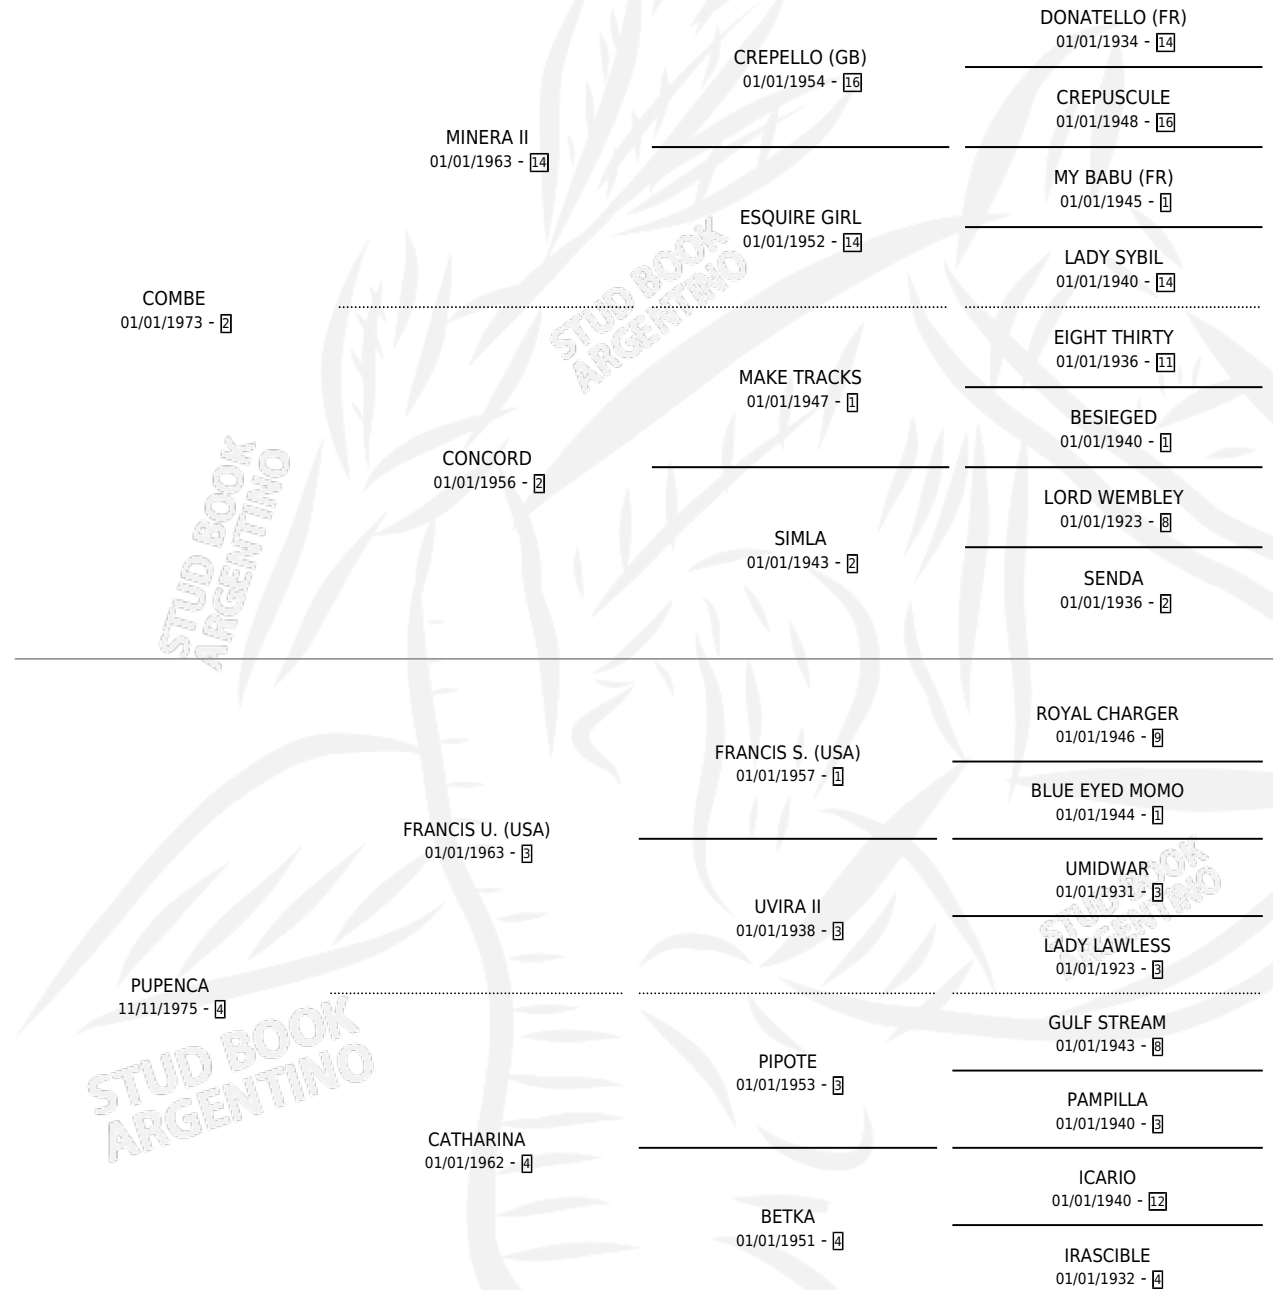 DONATELLO (FR)
01/01/1934 - 14
CREPELLO (GB)
01/01/1954 - 16
CREPUSCULE
01/01/1948 - 16
MINERA II
01/01/1963 - 14
MY BABU (FR)
01/01/1945 - 1
ESQUIRE GIRL
01/01/1952 - 14
LADY SYBIL
01/01/1940 - 14
COMBE
01/01/1973 - 2
STUD BOOK
ARGENTINO
EIGHT THIRTY
01/01/1936 - 11
MAKE TRACKS
01/01/1947 - 1
BESIEGED
01/01/1940 - 1
CONCORD
01/01/1956 - 2
LORD WEMBLEY
01/01/1923 - 8
SIMLA
01/01/1943 - 2
SENDA
01/01/1936 - 2
STUD BOOK
ARGENTINO
ROYAL CHARGER
01/01/1946 - 9
FRANCIS S. (USA)
01/01/1957 - 1
BLUE EYED MOMO
01/01/1944 - 1
FRANCIS U. (USA)
01/01/1963 - 3
UMIDWAR
01/01/1931 - 3
UVIRA II
01/01/1938 - 3
STUD BOOK
ARGENTINO
LADY LAWLESS
01/01/1923 - 3
PUPENCA
11/11/1975 - 4
GULF STREAM
01/01/1943 - 8
PIPOTE
01/01/1953 - 3
STUD BOOK
ARGENTINO
PAMPILLA
01/01/1940 - 3
CATHARINA
01/01/1962 - 4
ICARIO
01/01/1940 - 12
BETKA
01/01/1951 - 4
IRASCIBLE
01/01/1932 - 4